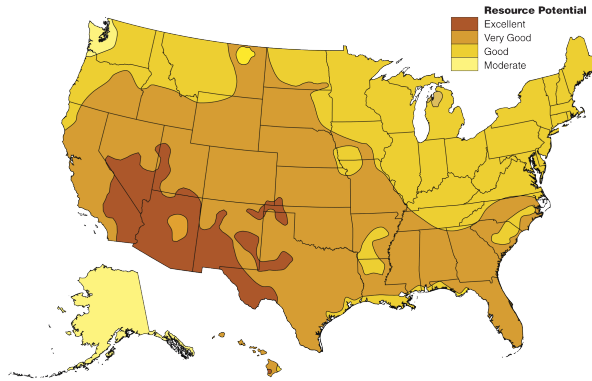 Resource Potential
Excellent
Very Good
Good
Moderate